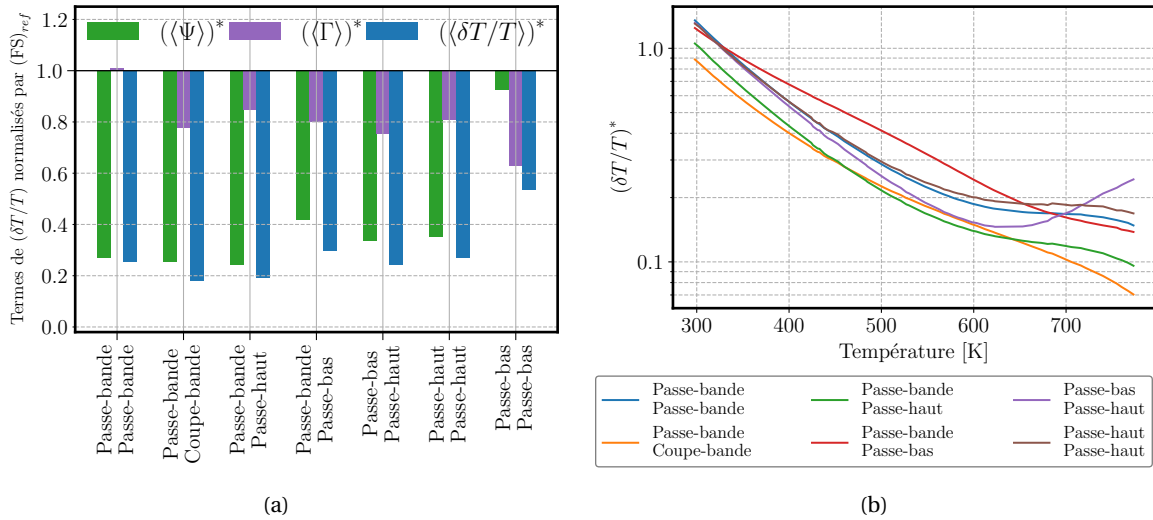 Termes de (δT/T) normalisés par (FS)ref
1.2
1.0
0.8
0.6
0.4
0.2
0.0
(⟨Ψ⟩)*
(⟨Γ⟩)*
(⟨δT/T⟩)*
Passe-bande
Passe-bande
Passe-bande
Coupe-bande
Passe-bande
Passe-haut
Passe-bande
Passe-bas
Passe-bas
Passe-haut
Passe-haut
Passe-haut
Passe-bas
Passe-bas
(a)
(δT/T)*
1.0
0.1
300
400
500
600
700
Température [K]
Passe-bande
Passe-bande
Passe-bande
Coupe-bande
Passe-bande
Passe-haut
Passe-bande
Passe-bas
Passe-bas
Passe-haut
Passe-haut
Passe-haut
(b)